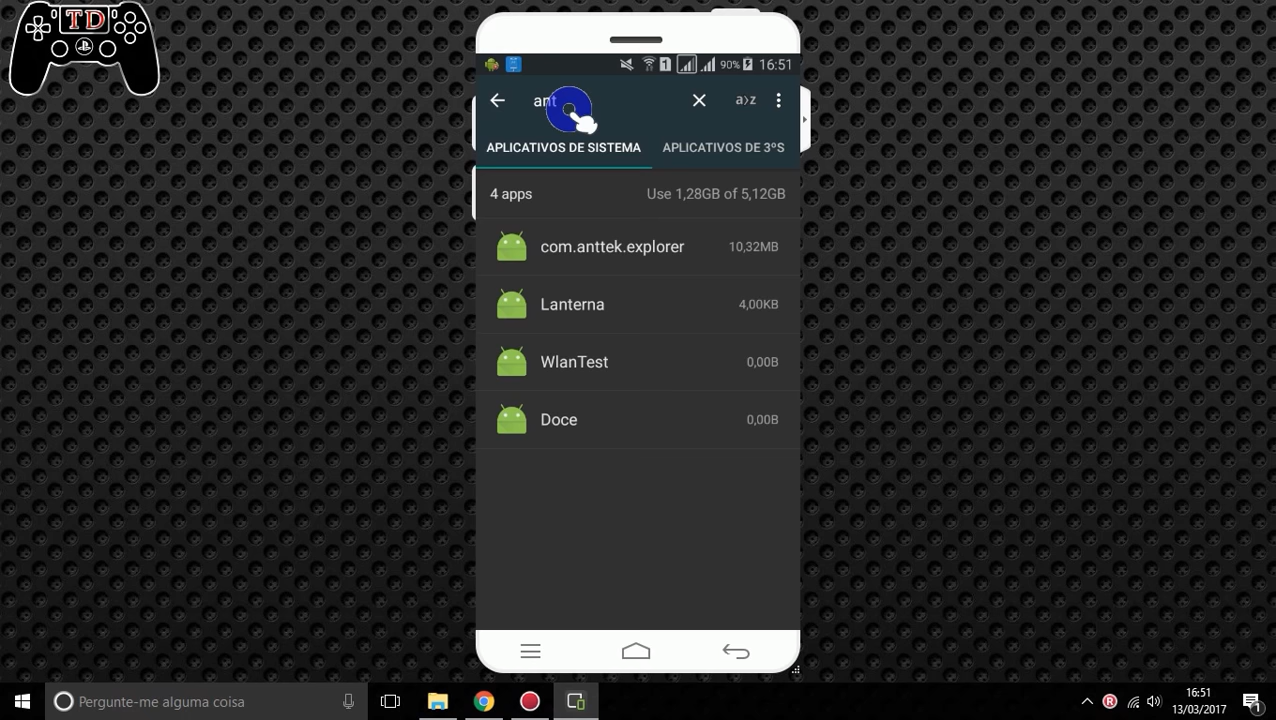 TD
90% 16:51
ant
a›z
APLICATIVOS DE SISTEMA
APLICATIVOS DE 3ºS
4 apps
Use 1,28GB of 5,12GB
com.anttek.explorer
10,32MB
Lanterna
4,00KB
WlanTest
0,00B
Doce
0,00B
Pergunte-me alguma coisa
R
16:51
13/03/2017
1